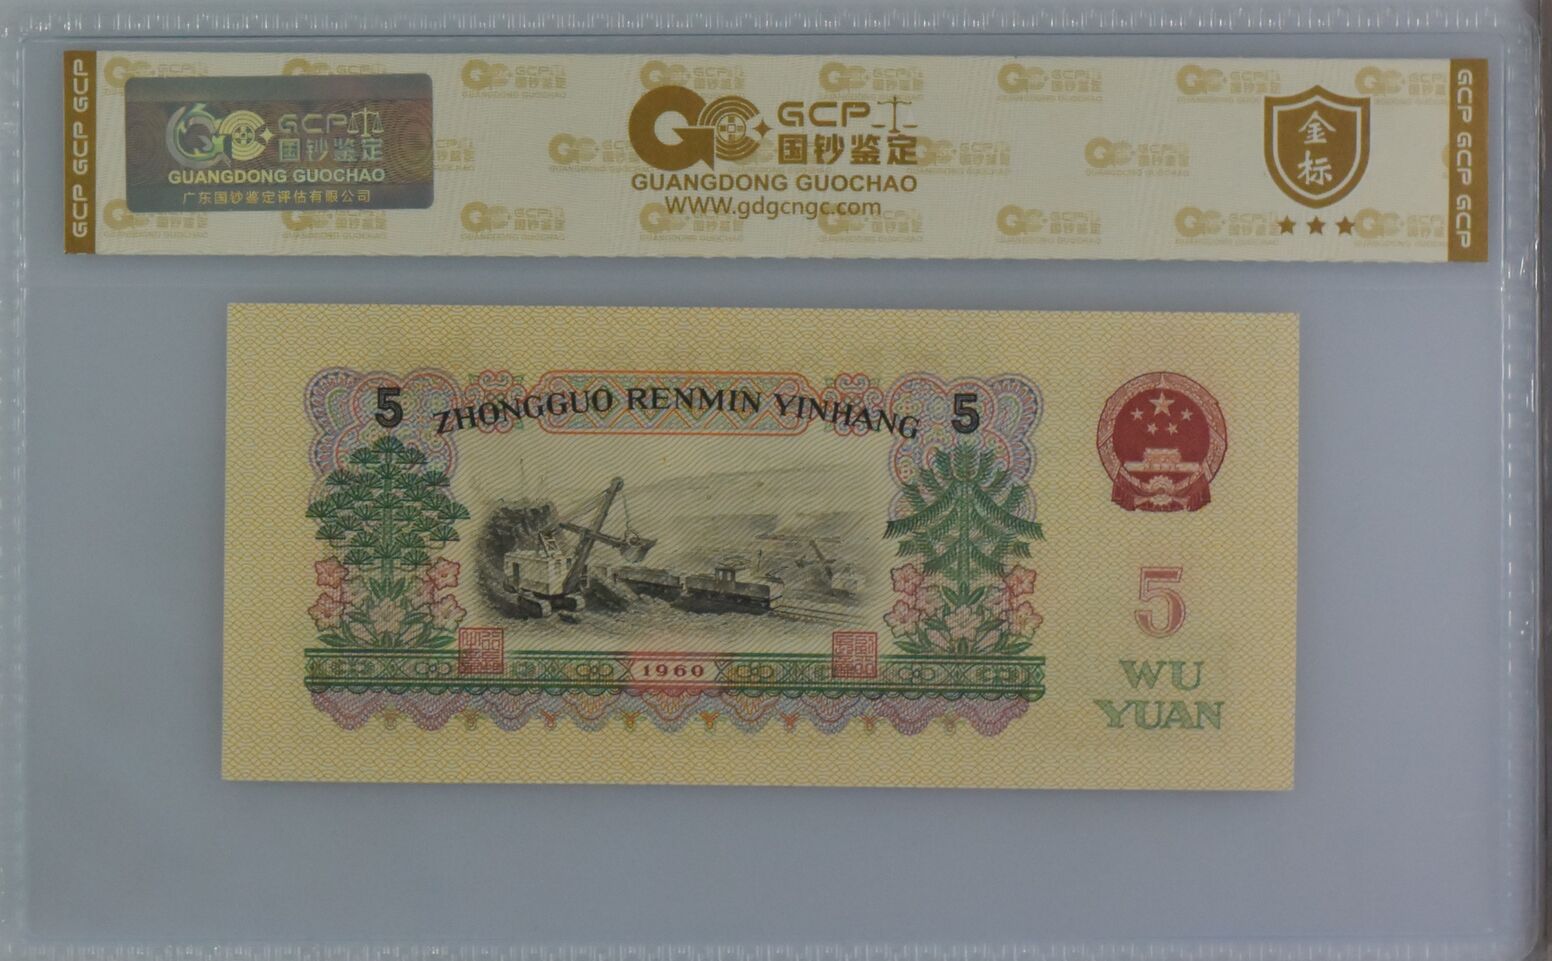 GCP GCP GCP
GCP
国钞鉴定
GUANGDONG GUOCHAO
广东国钞鉴定评估有限公司
GCP
国钞鉴定
GUANGDONG GUOCHAO
WWW.gdgcngc.com
金
标
GCP GCP GCP
5 ZHONGGUO RENMIN YINHANG 5
1960
5
WU
YUAN